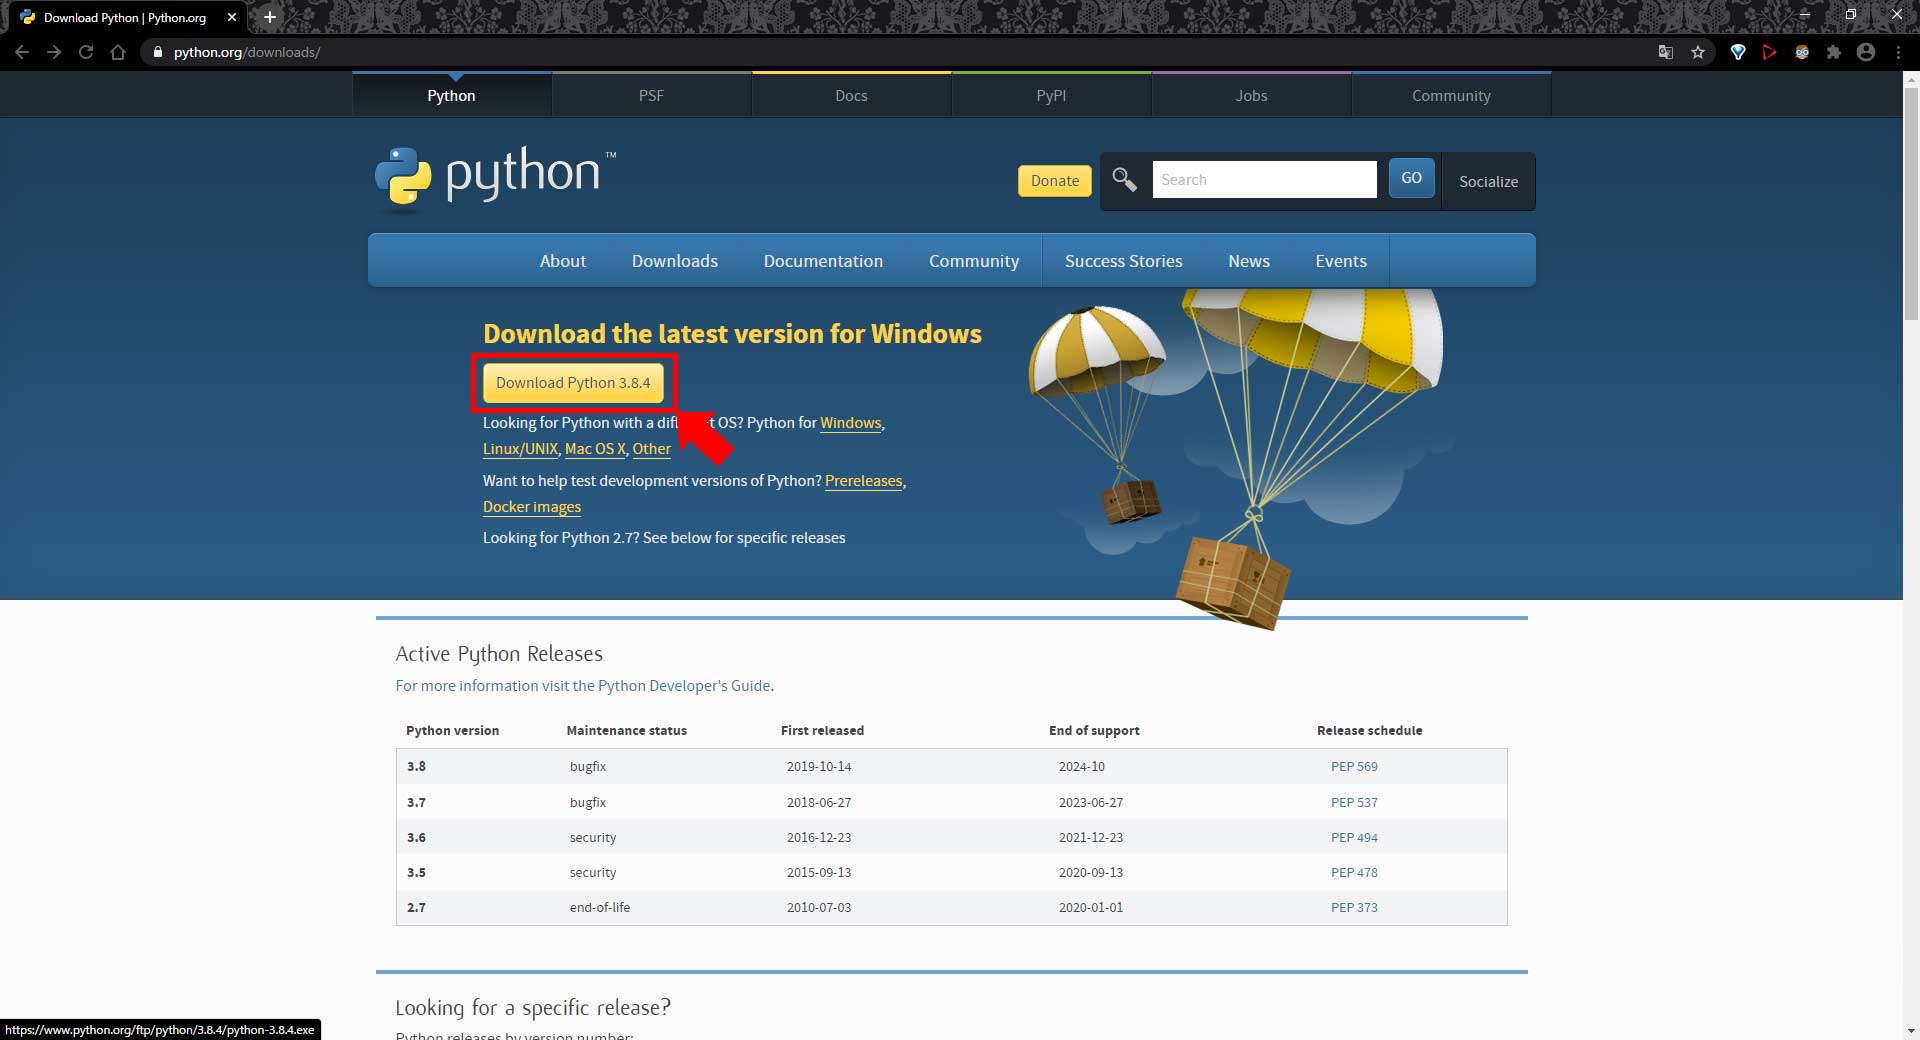 Download Python | Python.org
python.org/downloads/
Python
PSF
Docs
PyPI
Jobs
Community
python™
Donate
Search
GO
Socialize
About
Downloads
Documentation
Community
Success Stories
News
Events
Download the latest version for Windows
Download Python 3.8.4
Looking for Python with a dif t OS? Python for Windows,
Linux/UNIX, Mac OS X, Other
Want to help test development versions of Python? Prereleases,
Docker images
Looking for Python 2.7? See below for specific releases
Active Python Releases
For more information visit the Python Developer's Guide.
Python version Maintenance status First released End of support Release schedule
3.8 bugfix 2019-10-14 2024-10 PEP 569
3.7 bugfix 2018-06-27 2023-06-27 PEP 537
3.6 security 2016-12-23 2021-12-23 PEP 494
3.5 security 2015-09-13 2020-09-13 PEP 478
2.7 end-of-life 2010-07-03 2020-01-01 PEP 373
Looking for a specific release?
Python releases by version number:
https://www.python.org/ftp/python/3.8.4/python-3.8.4.exe